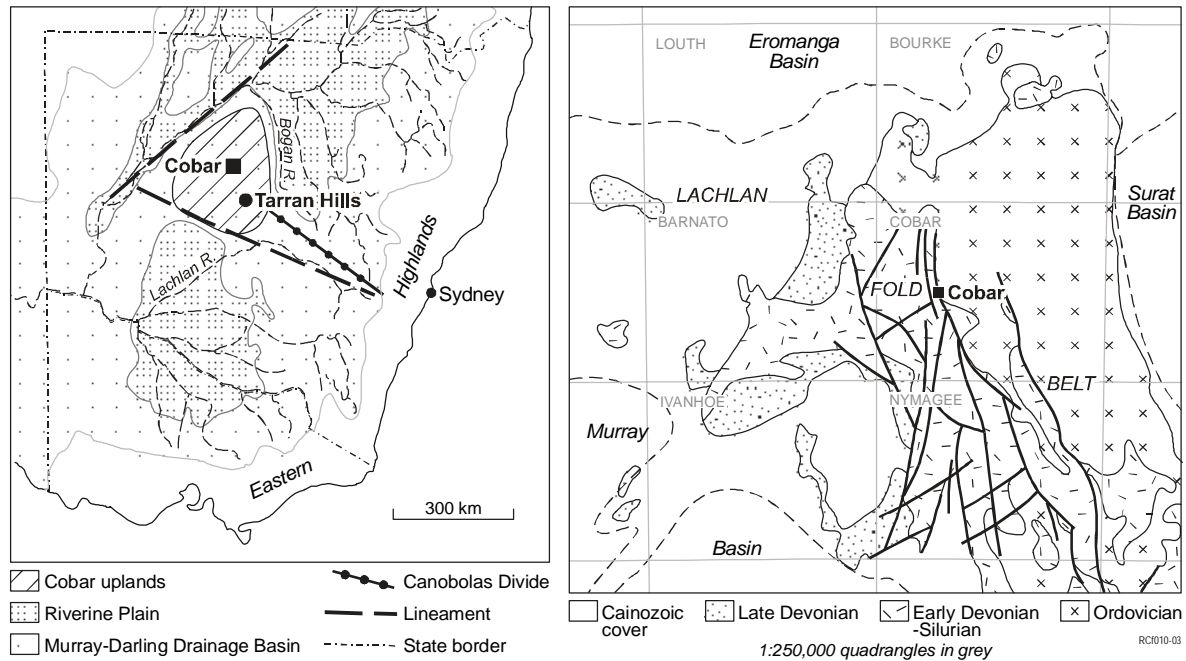 Cobar
Bogan R.
Tarran Hills
Lachlan R.
Highlands
Sydney
Eastern
300 km
Cobar uplands
Riverine Plain
Murray-Darling Drainage Basin
Canobolas Divide
Lineament
State border
LOUTH
Eromanga
Basin
BOURKE
LACHLAN
BARNATO
COBAR
Surat
Basin
FOLD
Cobar
BELT
IVANHOE
NYMAGEE
Murray
Basin
Cainozoic
cover
Late Devonian
Early Devonian
-Silurian
Ordovician
1:250,000 quadrangles in grey
RCf010-03